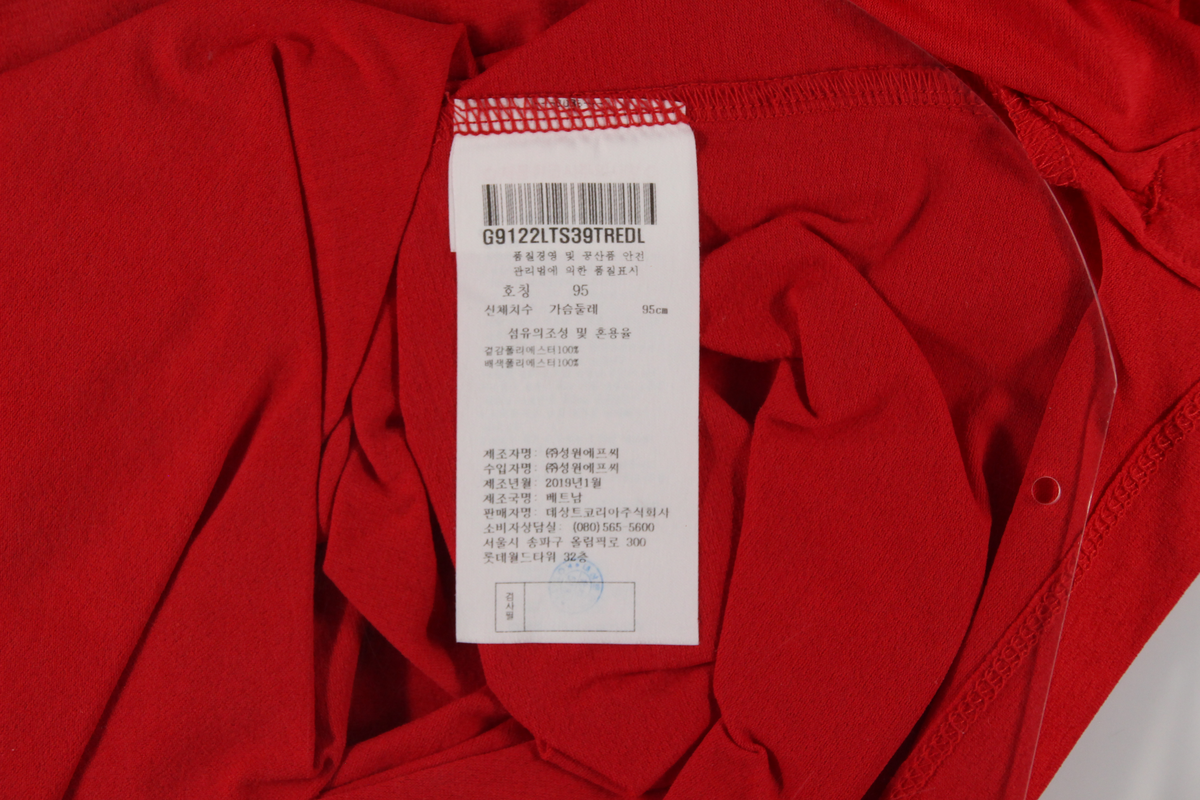 G9122LTS39TREDL
품질경영 및 공산품 안전
관리법에 의한 품질표시
호칭 95
신체치수 가슴둘레 95cm
섬유의조성 및 혼용율
겉감폴리에스터100%
배색폴리에스터100%
제조자명: ㈜성원에프씨
수입자명: ㈜성원에프씨
제조년월: 2019년1월
제조국명: 베트남
판매자명: 데상트코리아주식회사
소비자상담실: (080)565-5600
서울시 송파구 올림픽로 300
롯데월드타워 32층
검사필